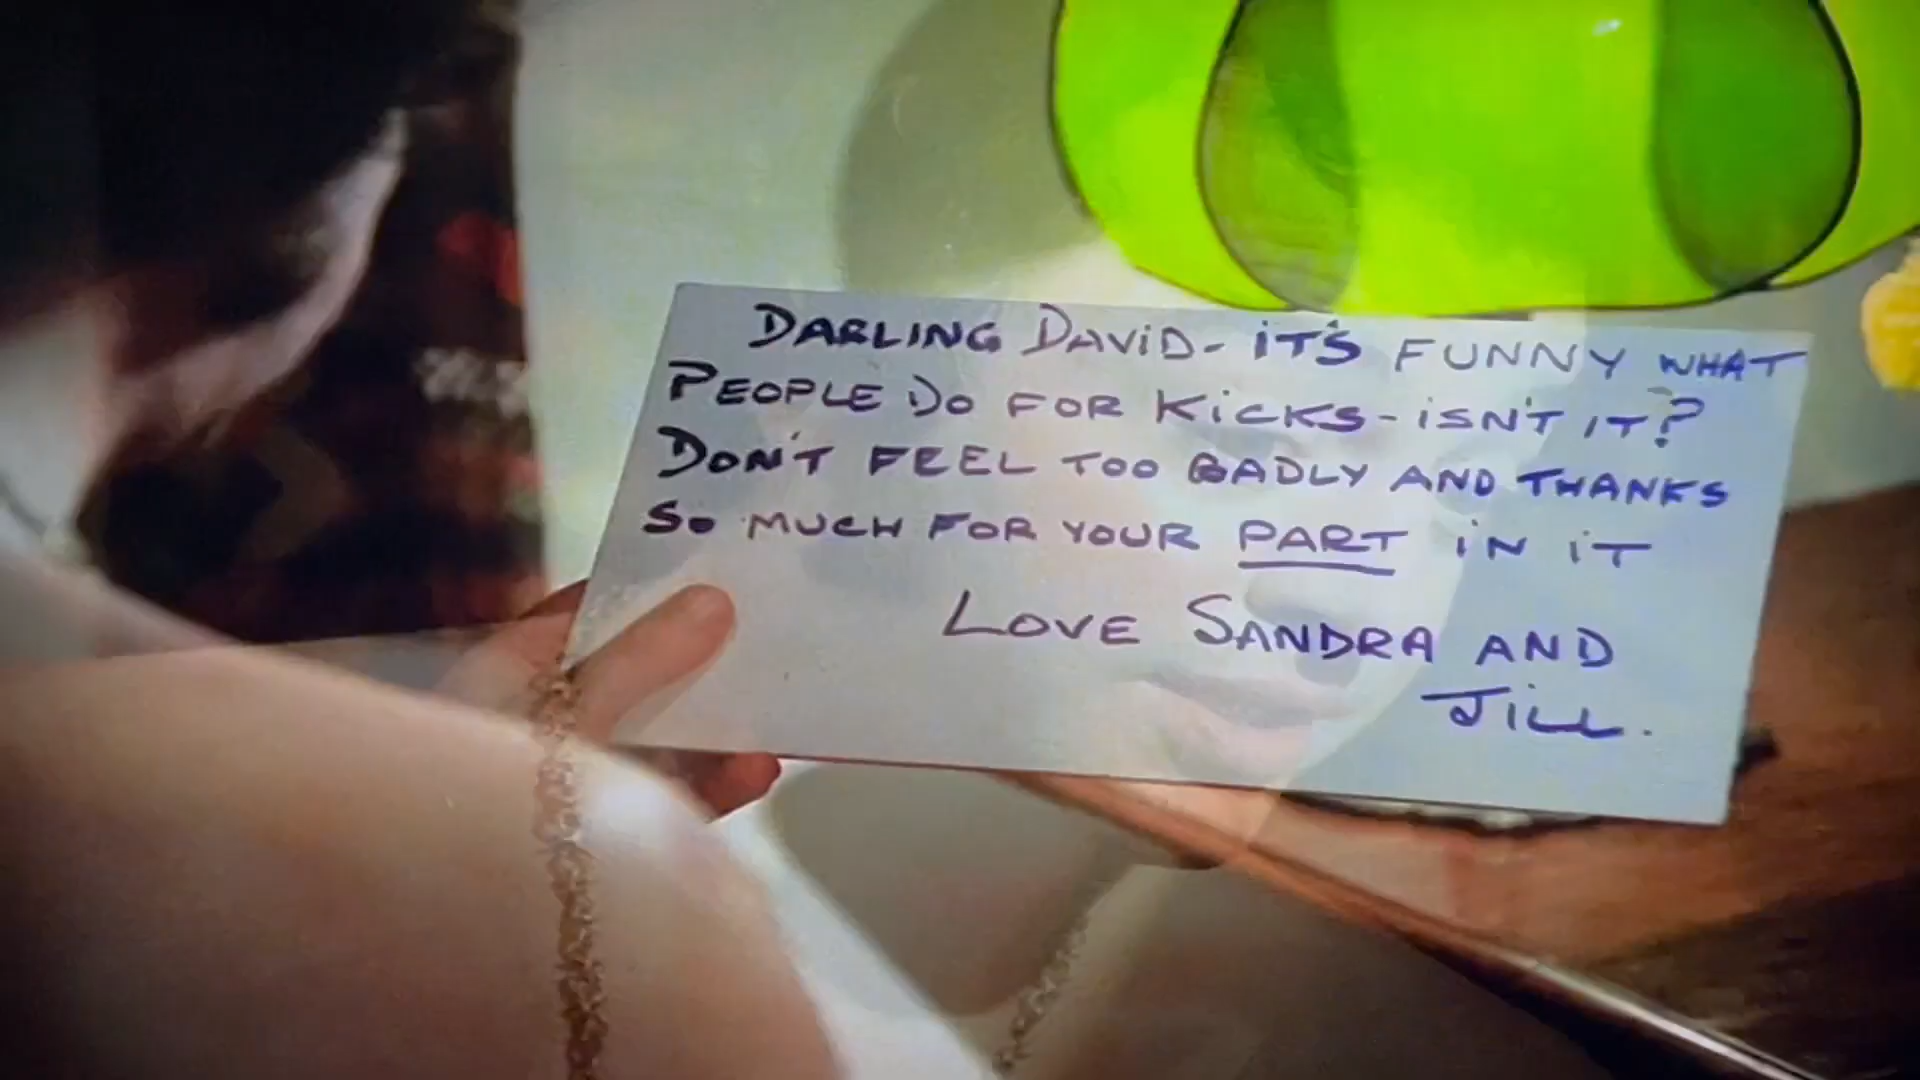 DARLING DAViD - iT'S FUNNY WHAT
PEOPLE DO FOR KiCKS - iSN'T IT?
DON'T FEEL TOO BADLY AND THANKS
SO MUCH FOR YOUR PART iN iT
LOVE SANDRA AND
JiLL.